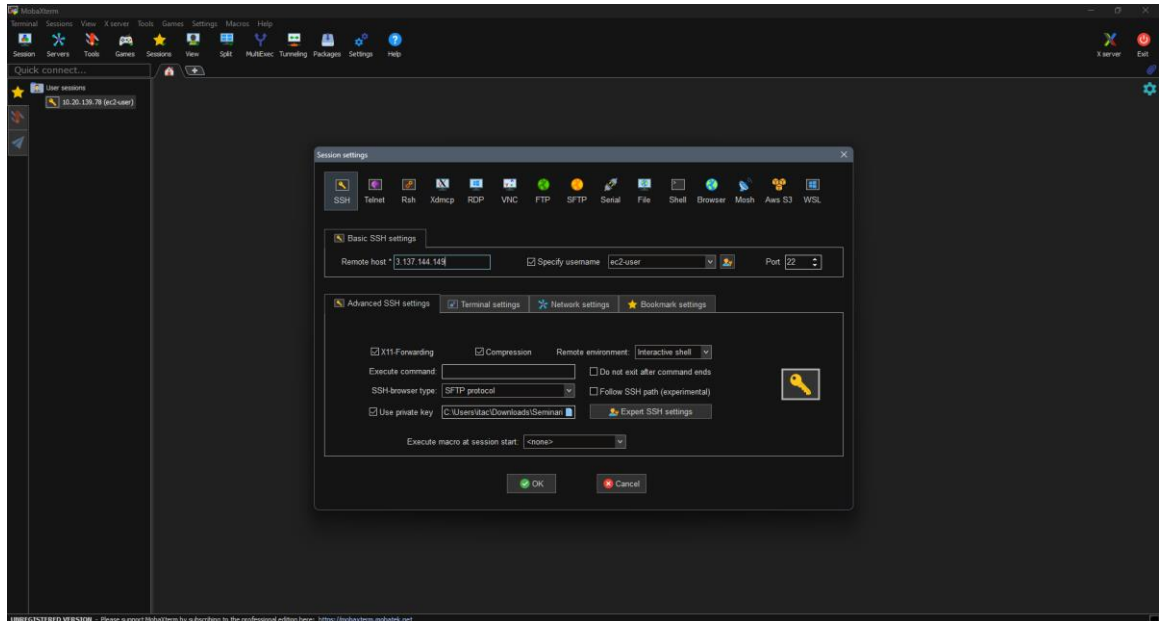 MobaXterm
Terminal Sessions View X server Tools Games Settings Macros Help
Session Servers Tools Games Sessions View Split MultiExec Tunneling Packages Settings Help X server Exit
Quick connect...
User sessions
10.20.139.78 (ec2-user)
Session settings
SSH Telnet Rsh Xdmcp RDP VNC FTP SFTP Serial File Shell Browser Mosh Aws S3 WSL
Basic SSH settings
Remote host * 3.137.144.149 Specify username ec2-user Port 22
Advanced SSH settings Terminal settings Network settings Bookmark settings
X11-Forwarding Compression Remote environment: Interactive shell
Execute command: Do not exit after command ends
SSH-browser type: SFTP protocol Follow SSH path (experimental)
Use private key C:\Users\itac\Downloads\Seminari Expert SSH settings
Execute macro at session start: <none>
OK Cancel
UNREGISTERED VERSION - Please support MobaXterm by subscribing to the professional edition here: https://mobaxterm.mobatek.net